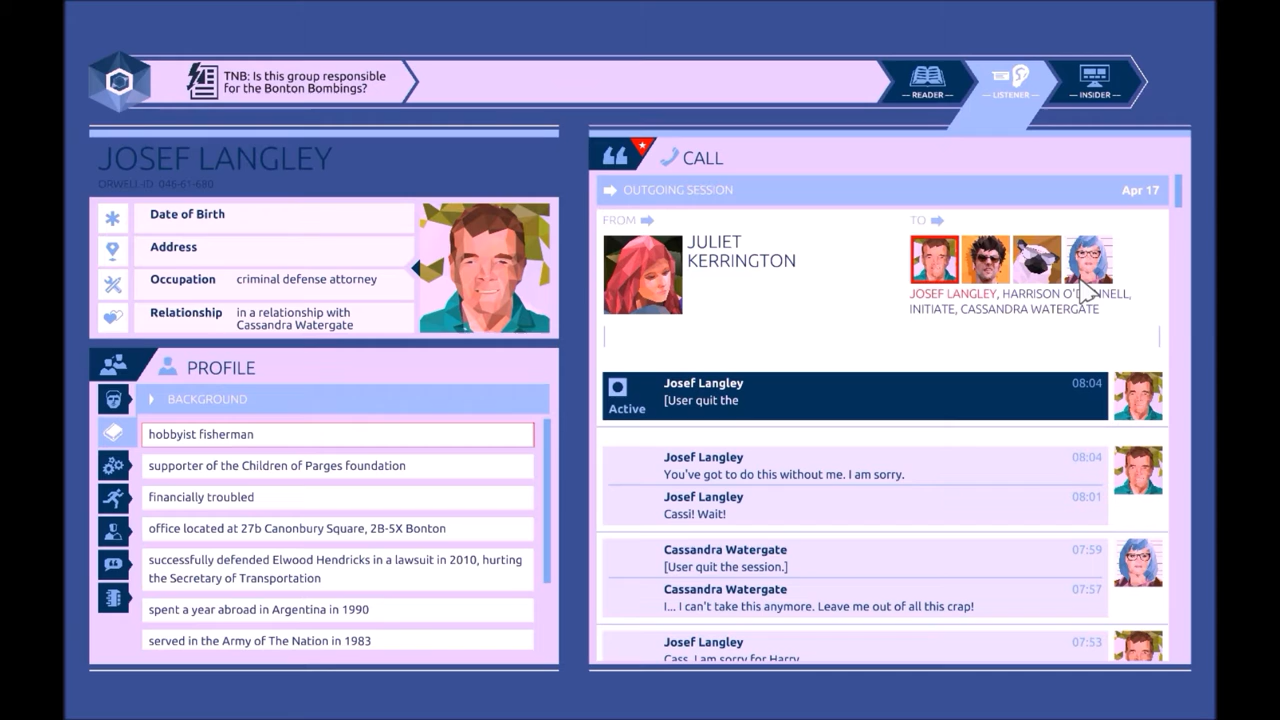 TNB: Is this group responsible
for the Bonton Bombings?
— READER —
— LISTENER —
— INSIDER —
JOSEF LANGLEY
ORWELL-ID 046-61-680
Date of Birth
Address
Occupation criminal defense attorney
Relationship in a relationship with
Cassandra Watergate
PROFILE
BACKGROUND
hobbyist fisherman
supporter of the Children of Parges foundation
financially troubled
office located at 27b Canonbury Square, 2B-5X Bonton
successfully defended Elwood Hendricks in a lawsuit in 2010, hurting
the Secretary of Transportation
spent a year abroad in Argentina in 1990
served in the Army of The Nation in 1983
CALL
OUTGOING SESSION Apr 17
FROM
TO
JULIET
KERRINGTON
JOSEF LANGLEY, HARRISON
INITIATE, CASSANDRA WATERGATE
Josef Langley 08:04
[User quit the
Active
Josef Langley 08:04
You've got to do this without me. I am sorry.
Josef Langley 08:01
Cassi! Wait!
Cassandra Watergate 07:59
[User quit the session.]
Cassandra Watergate 07:57
I... I can't take this anymore. Leave me out of all this crap!
Josef Langley 07:53
Cass, I am sorry for Harry